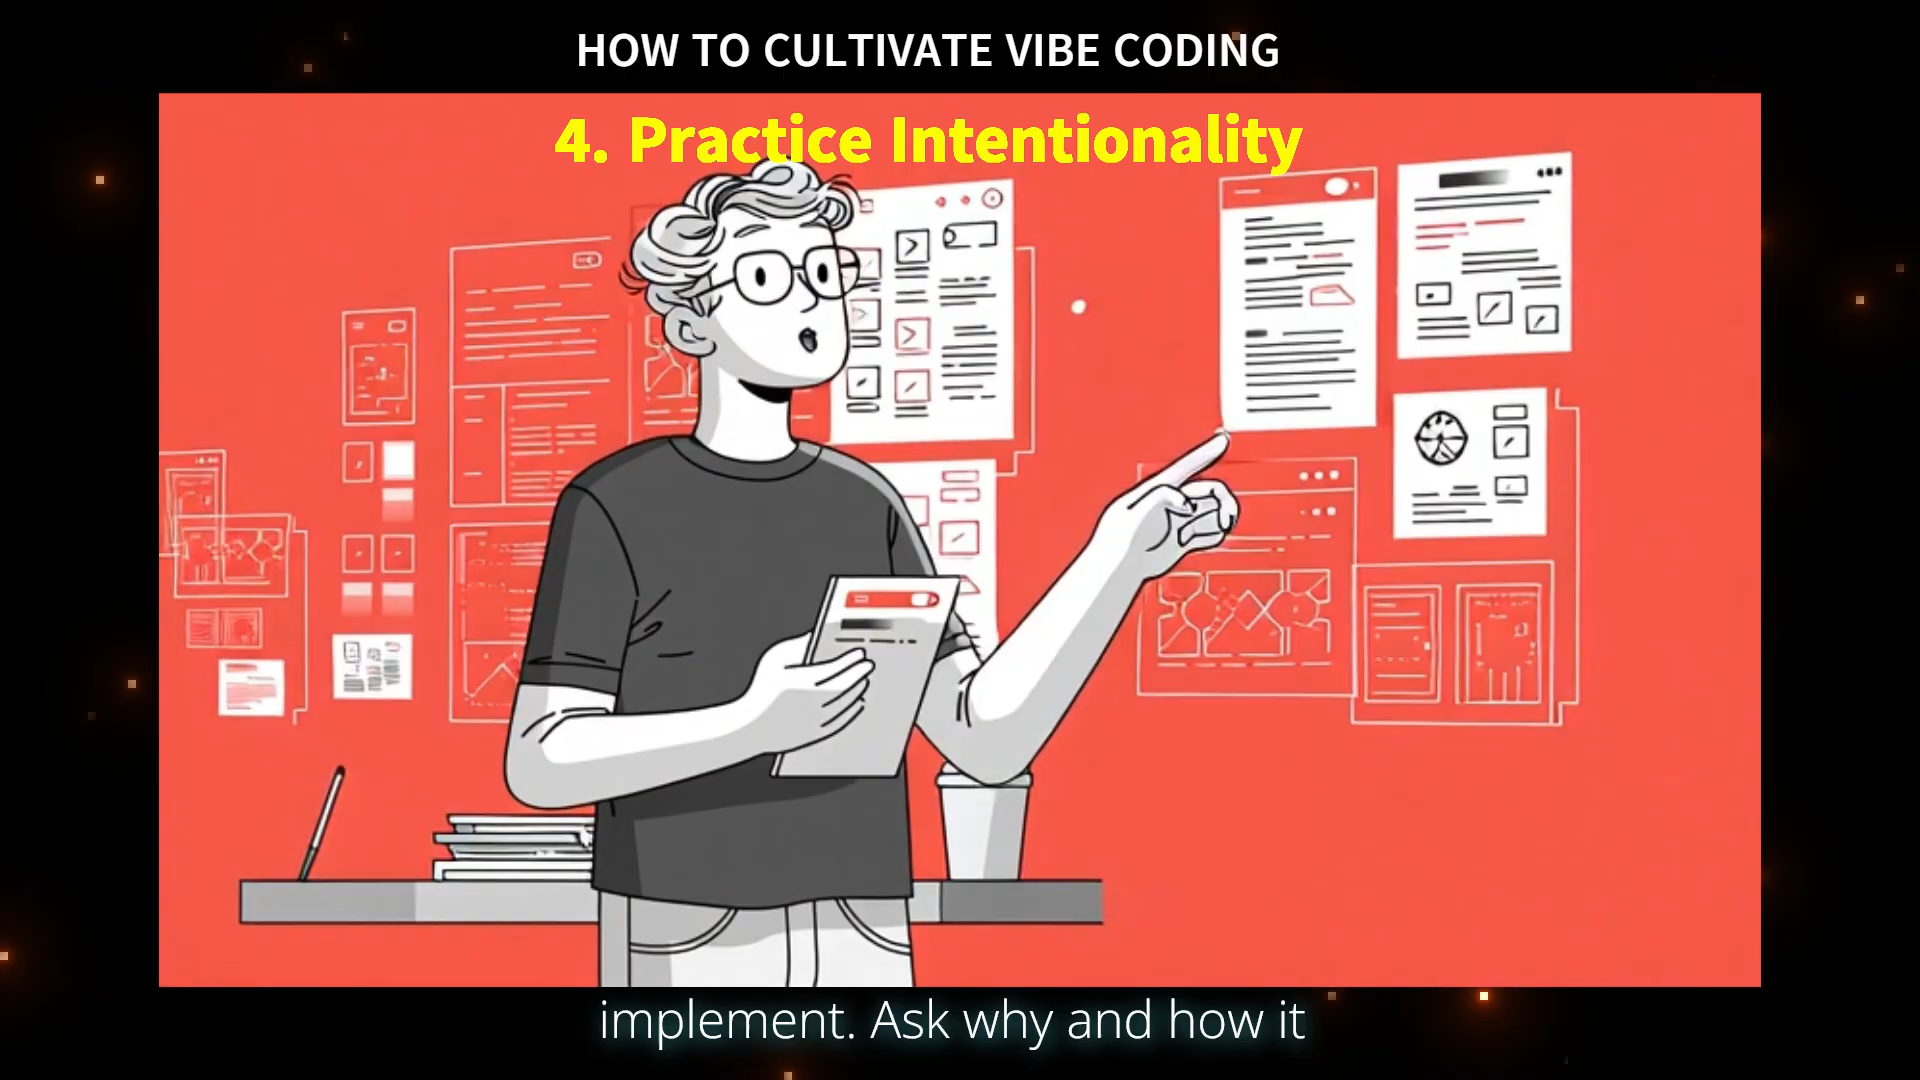 HOW TO CULTIVATE VIBE CODING
4. Practice Intentionality
implement. Ask why and how it